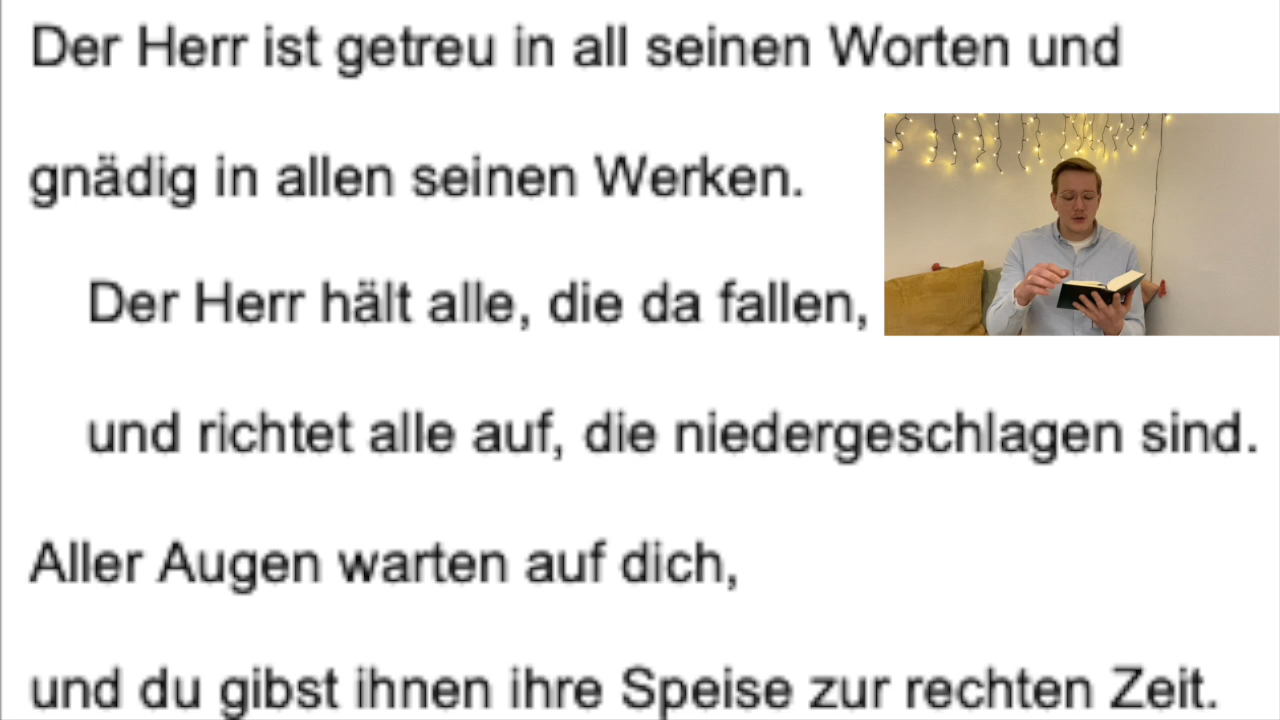 Der Herr ist getreu in all seinen Worten und
gnädig in allen seinen Werken.
Der Herr hält alle, die da fallen,
und richtet alle auf, die niedergeschlagen sind.
Aller Augen warten auf dich,
und du gibst ihnen ihre Speise zur rechten Zeit.